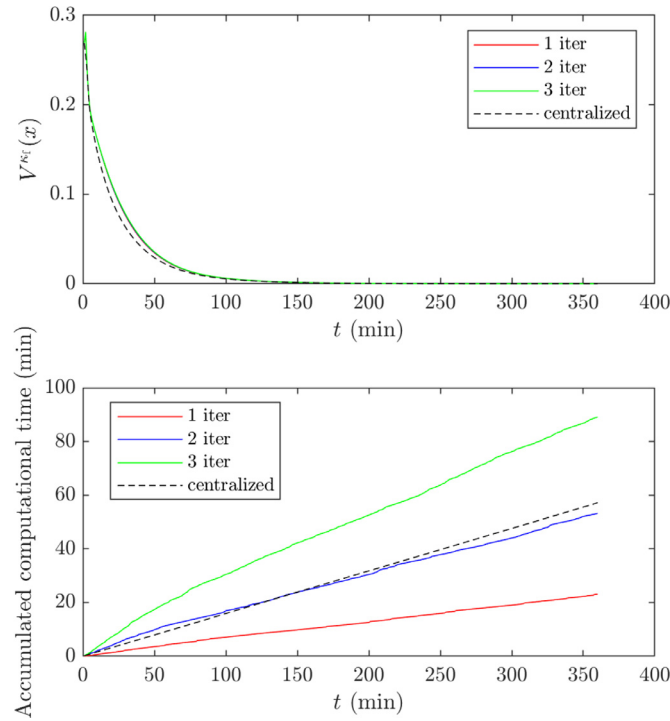 0.3
0.2
0.1
0
V^{κ_f}(x)
1 iter
2 iter
3 iter
centralized
0 50 100 150 200 250 300 350 400
t (min)
100
80
60
40
20
0
Accumulated computational time (min)
1 iter
2 iter
3 iter
centralized
0 50 100 150 200 250 300 350 400
t (min)